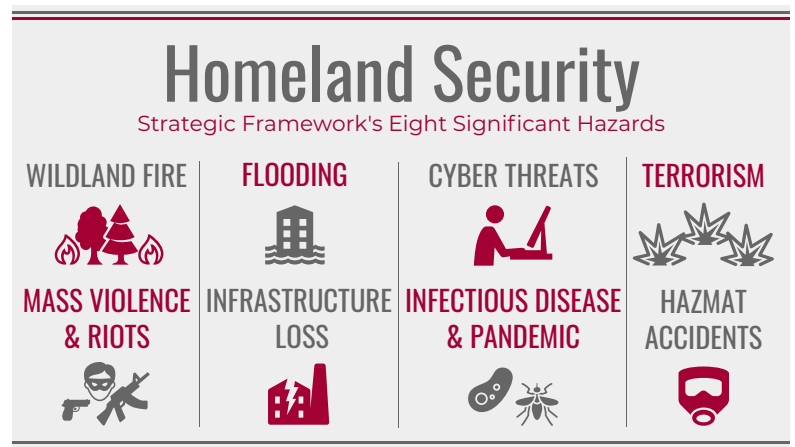 Homeland Security
Strategic Framework's Eight Significant Hazards
WILDLAND FIRE
FLOODING
CYBER THREATS
TERRORISM
MASS VIOLENCE
& RIOTS
INFRASTRUCTURE
LOSS
INFECTIOUS DISEASE
& PANDEMIC
HAZMAT
ACCIDENTS